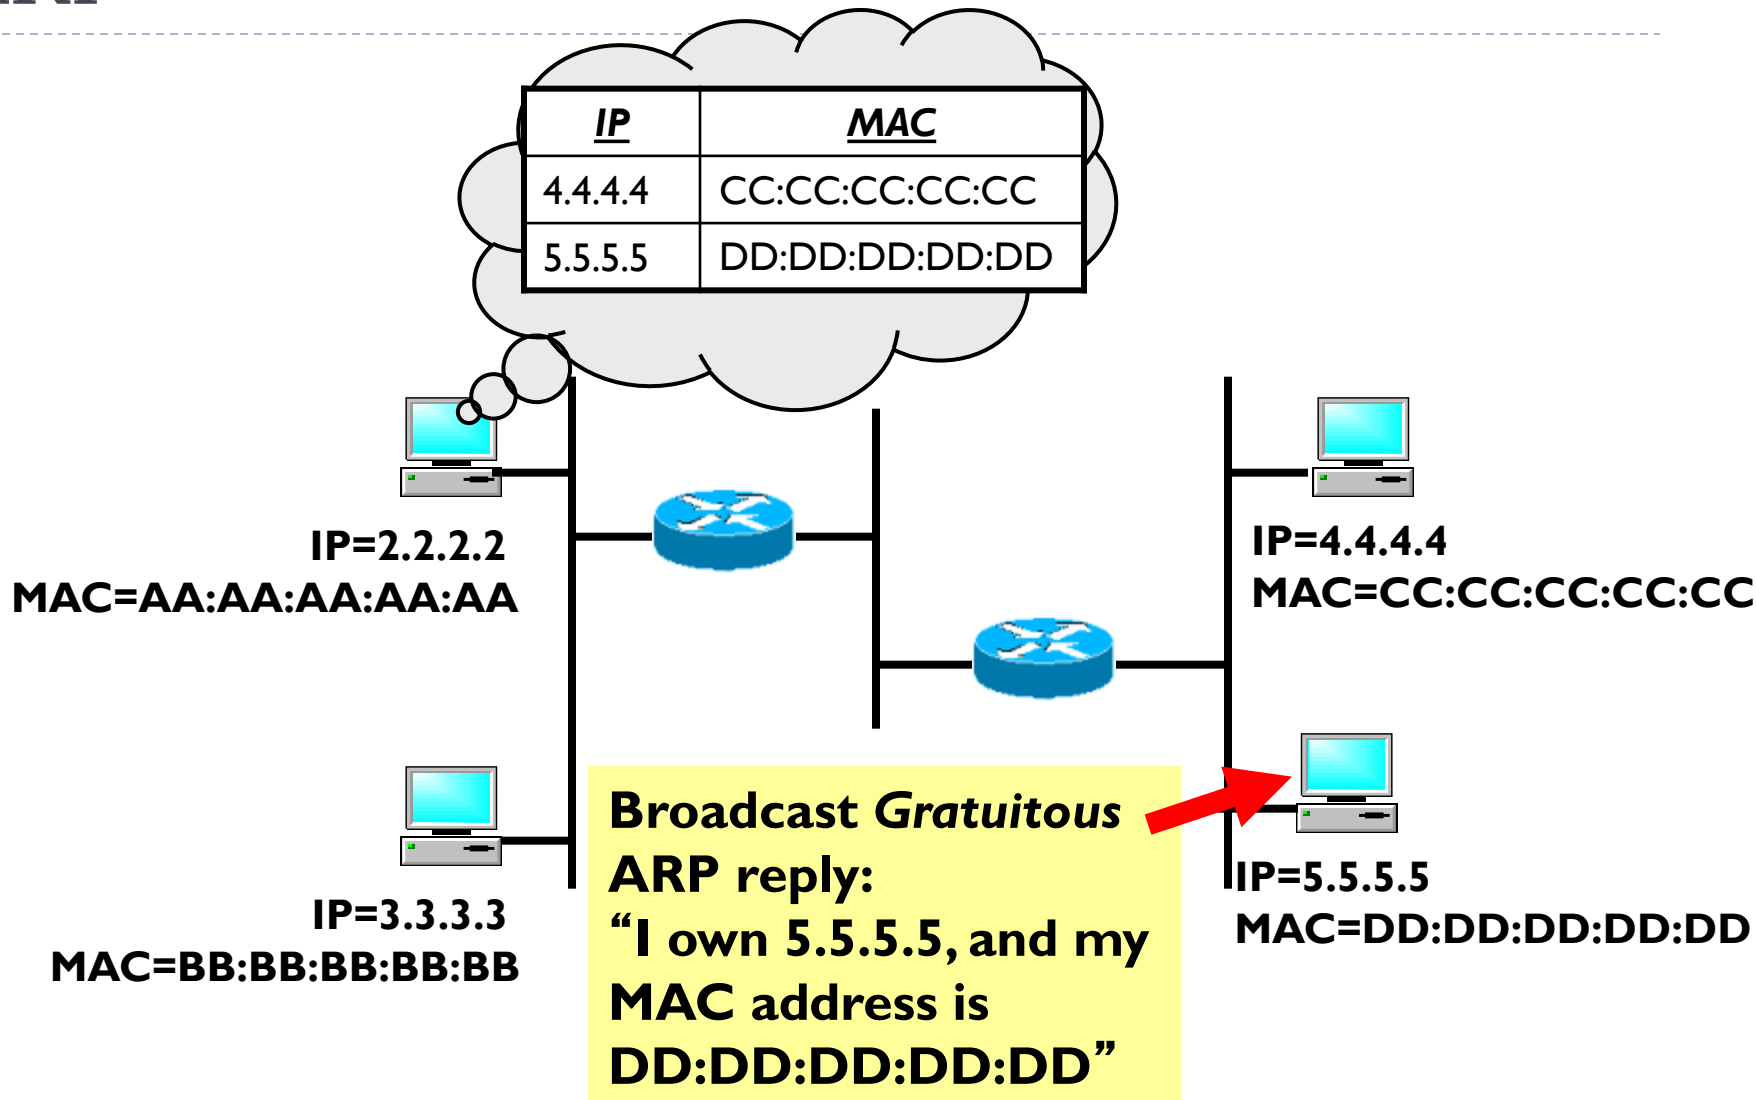 IP MAC
4.4.4.4 CC:CC:CC:CC:CC
5.5.5.5 DD:DD:DD:DD:DD
IP=2.2.2.2
MAC=AA:AA:AA:AA:AA
IP=4.4.4.4
MAC=CC:CC:CC:CC:CC
IP=3.3.3.3
MAC=BB:BB:BB:BB:BB
Broadcast Gratuitous
ARP reply:
“I own 5.5.5.5, and my
MAC address is
DD:DD:DD:DD:DD”
IP=5.5.5.5
MAC=DD:DD:DD:DD:DD